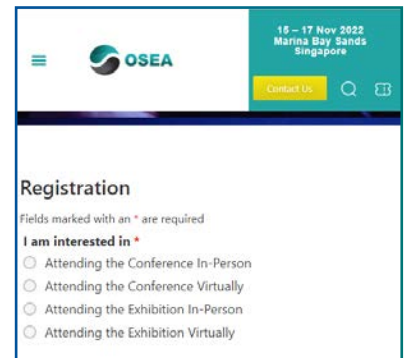 15 – 17 Nov 2022
Marina Bay Sands
Singapore
OSEA
Contact Us
Registration
Fields marked with an * are required
I am interested in *
Attending the Conference In-Person
Attending the Conference Virtually
Attending the Exhibition In-Person
Attending the Exhibition Virtually